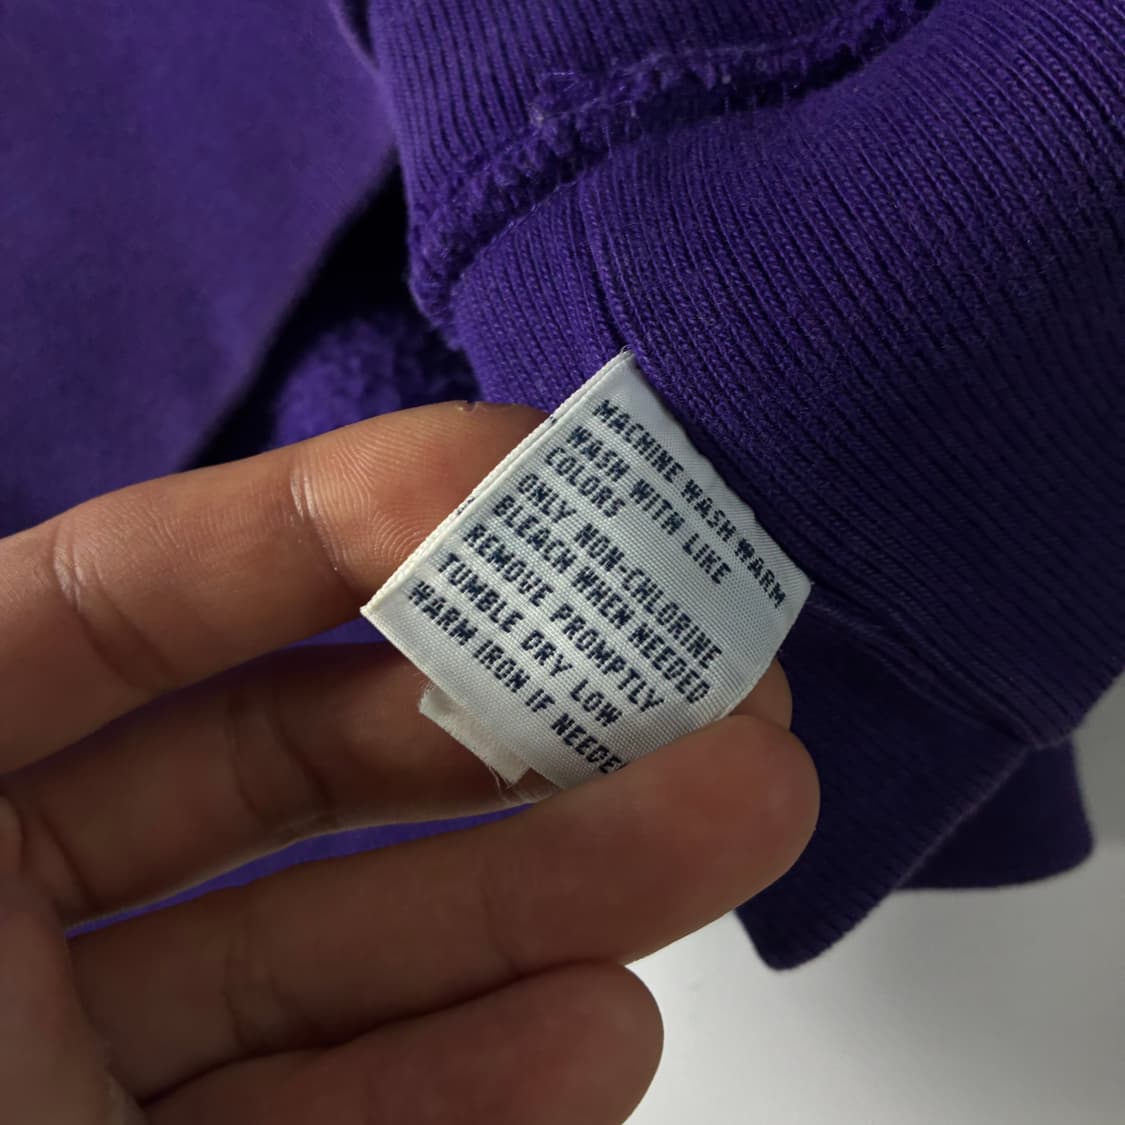 MACHINE WASH WARM
WASH WITH LIKE
COLORS
ONLY NON-CHLORINE
BLEACH WHEN NEEDED
REMOVE PROMPTLY
TUMBLE DRY LOW
WARM IRON IF NEEDE